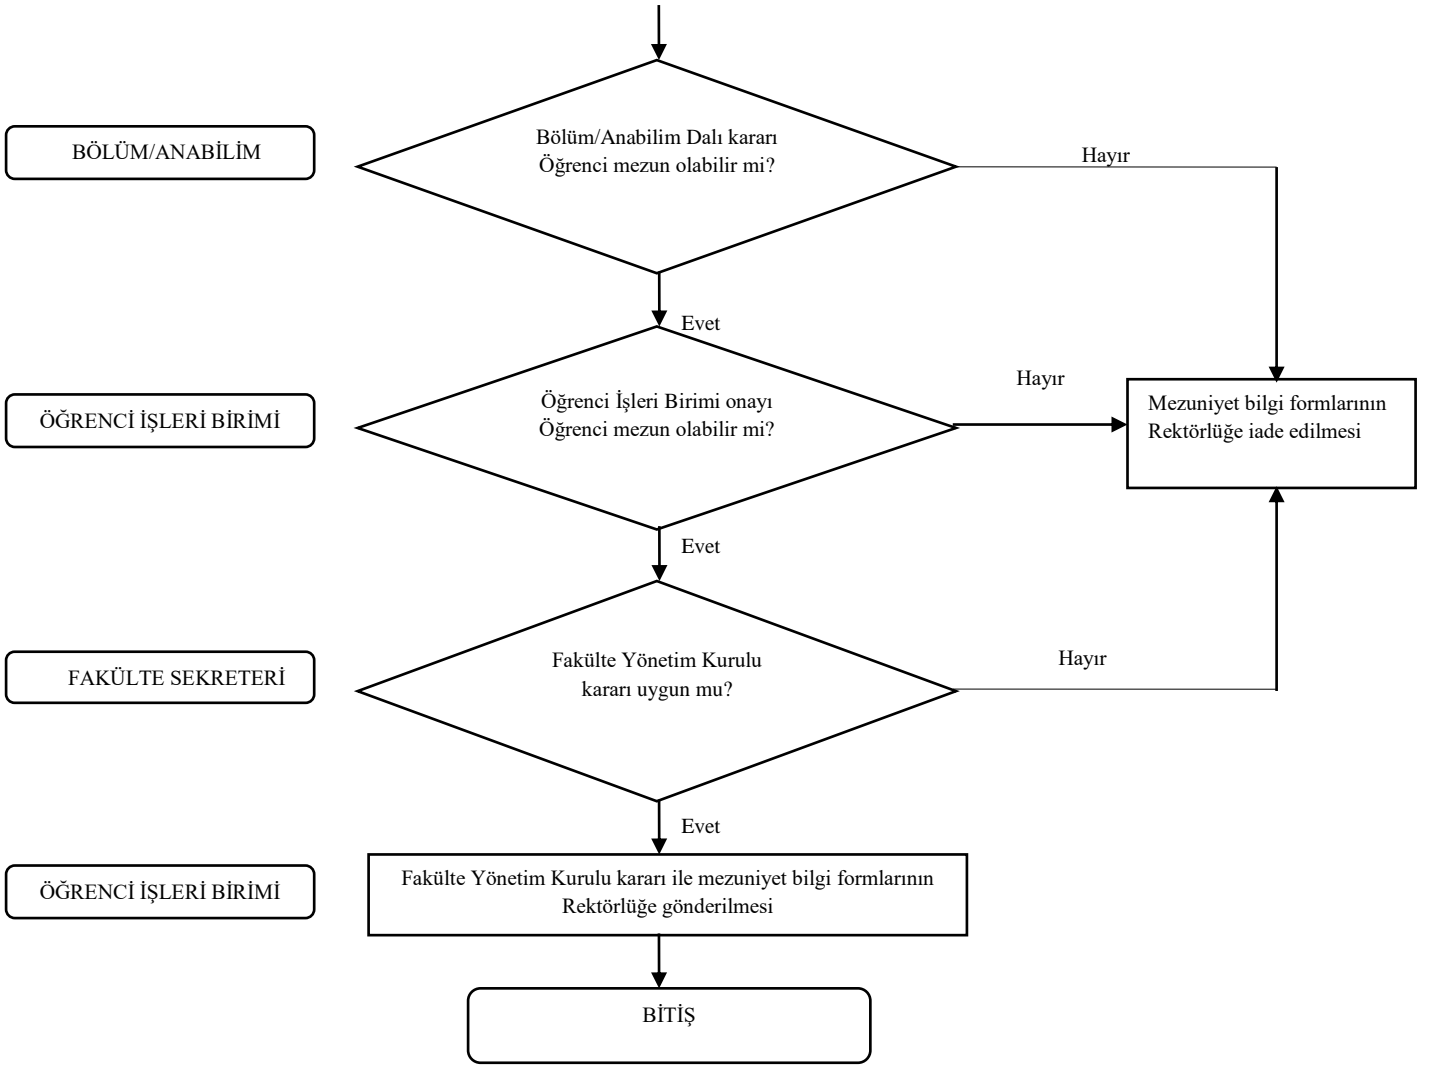 BÖLÜM/ANABİLİM
Bölüm/Anabilim Dalı kararı
Öğrenci mezun olabilir mi?
Hayır
Evet
ÖĞRENCİ İŞLERİ BİRİMİ
Öğrenci İşleri Birimi onayı
Öğrenci mezun olabilir mi?
Hayır
Mezuniyet bilgi formlarının
Rektörlüğe iade edilmesi
Evet
FAKÜLTE SEKRETERİ
Fakülte Yönetim Kurulu
kararı uygun mu?
Hayır
Evet
ÖĞRENCİ İŞLERİ BİRİMİ
Fakülte Yönetim Kurulu kararı ile mezuniyet bilgi formlarının
Rektörlüğe gönderilmesi
BİTİŞ